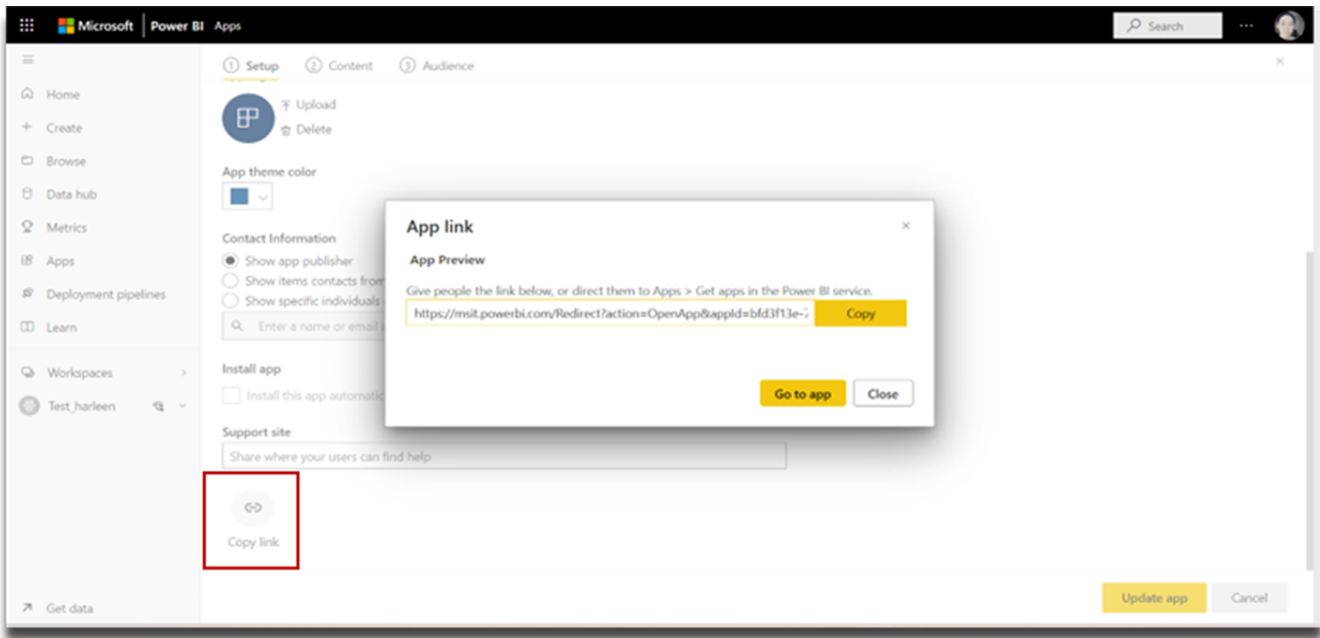 Microsoft Power BI Apps
Search
1 Setup 2 Content 3 Audience
Home
Create
Browse
Data hub
Metrics
Apps
Deployment pipelines
Learn
Workspaces
Test_harleen
Get data
Upload
Delete
App theme color
Contact Information
Show app publisher
Show items contacts from
Show specific individuals
Enter a name or email
Install app
Install this app automatic
Support site
Share where your users can find help
Copy link
App link
App Preview
Give people the link below, or direct them to Apps > Get apps in the Power BI service.
https://msit.powerbi.com/Redirect?action=OpenApp&appId=bfd3f13e-
Copy
Go to app Close
Update app Cancel